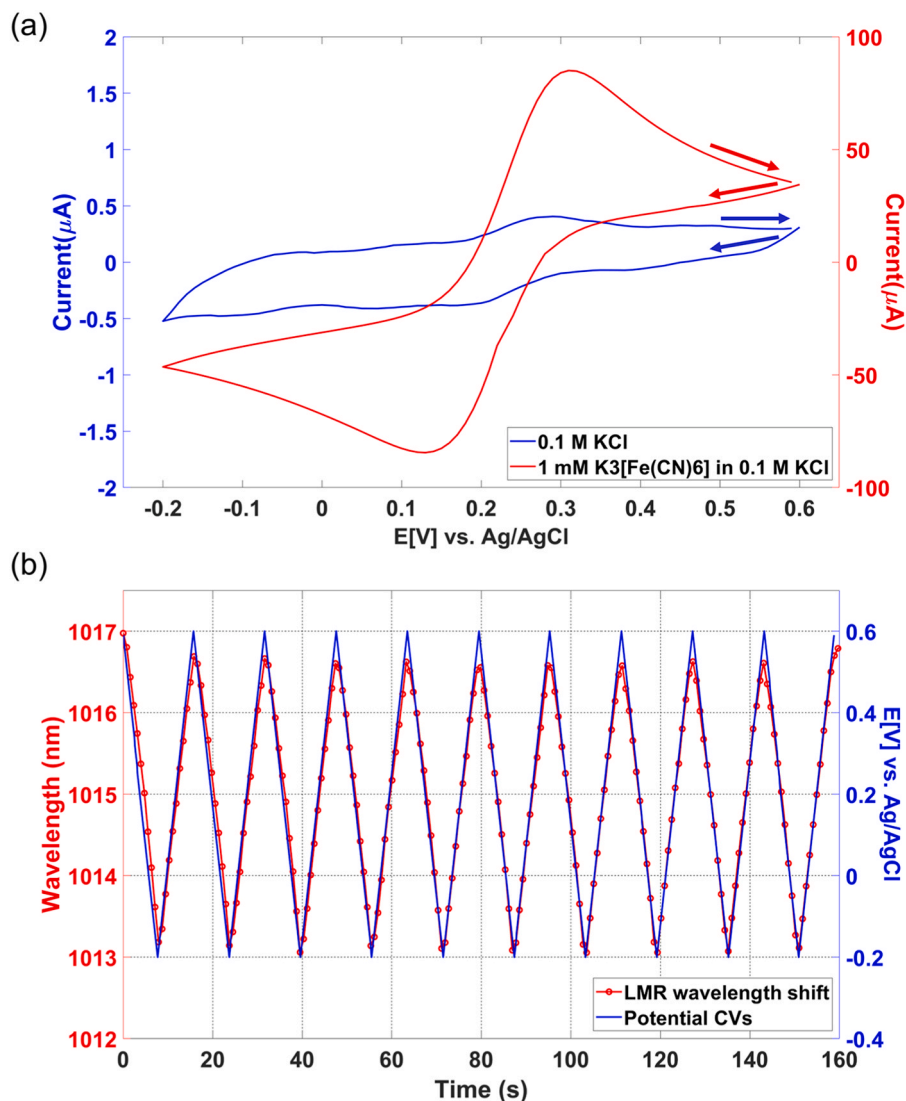 (a)
2
1.5
1
0.5
0
-0.5
-1
-1.5
-2
Current(μA)
100
50
0
-50
-100
Current(μA)
0.1 M KCl
1 mM K3[Fe(CN)6] in 0.1 M KCl
-0.2 -0.1 0 0.1 0.2 0.3 0.4 0.5 0.6
E[V] vs. Ag/AgCl
(b)
1017
1016
1015
1014
1013
1012
Wavelength (nm)
0.6
0.4
0.2
0
-0.2
-0.4
E[V] vs. Ag/AgCl
LMR wavelength shift
Potential CVs
0 20 40 60 80 100 120 140 160
Time (s)